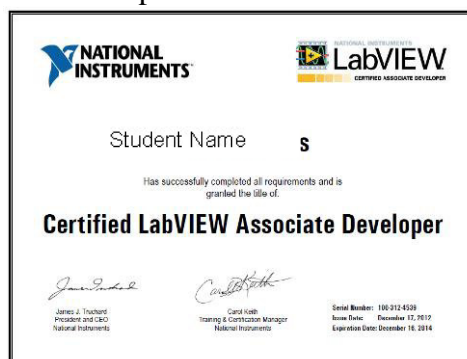 NATIONAL
INSTRUMENTS
NATIONAL INSTRUMENTS
LabVIEW
CERTIFIED ASSOCIATE DEVELOPER
Student Name s
Has successfully completed all requirements and is
granted the title of:
Certified LabVIEW Associate Developer
James J. Truchard
President and CEO
National Instruments
Carol Keith
Training & Certification Manager
National Instruments
Serial Number: 100-312-4539
Issue Date: December 17, 2012
Expiration Date: December 16, 2014